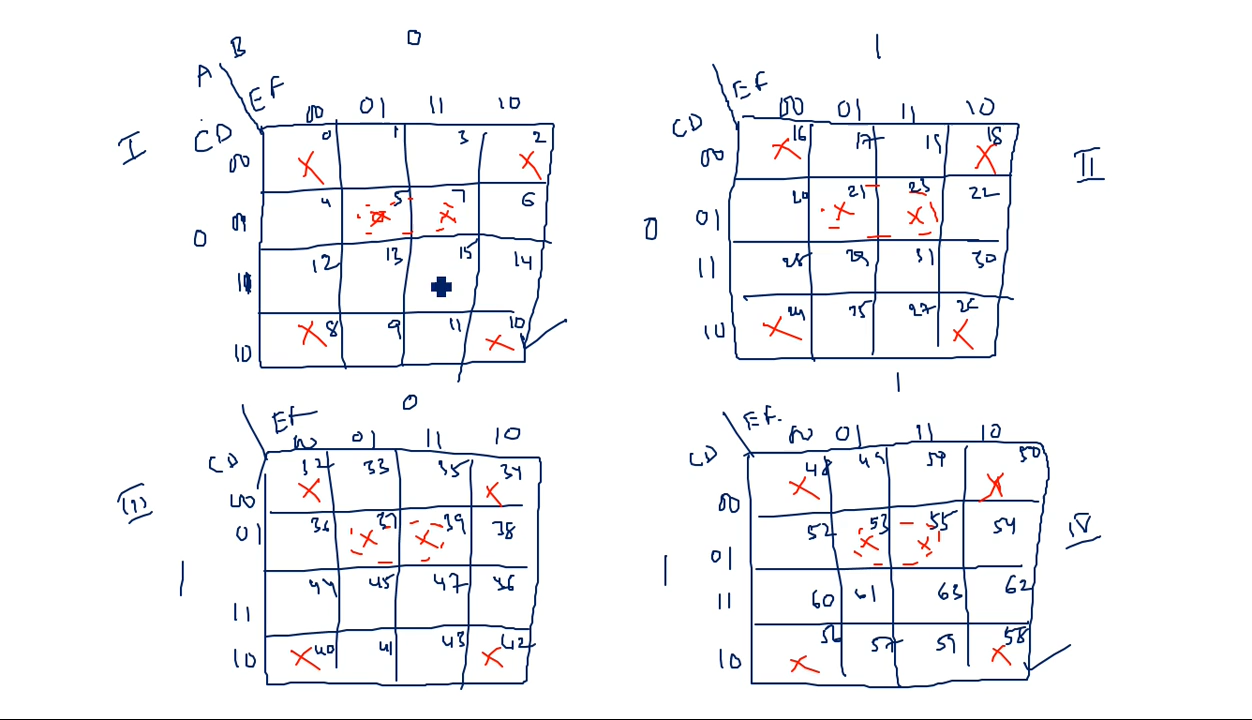 B 0
A EF
00 01 11 10
I CD
00 0 1 3 2
0 01 4 5 7 6
11 12 13 15 14
10 8 9 11 10
1
EF
00 01 11 10
CD
00 16 17 19 18 II
0 01 20 21 23 22
11 28 29 31 30
10 24 25 27 26
0
EF
00 01 11 10
CD
III 00 32 33 35 34
01 36 37 39 38
1 11 44 45 47 46
10 40 41 43 42
1
EF
00 01 11 10
CD
00 48 49 50
01 52 53 55 54 IV
1 11 60 61 63 62
10 56 57 59 58